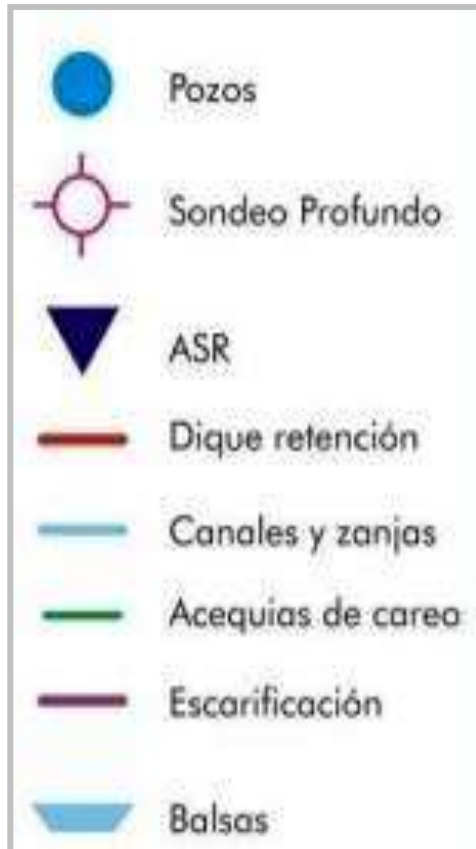 Pozos
Sondeo Profundo
ASR
Dique retención
Canales y zanjas
Acequias de careo
Escarificación
Balsas